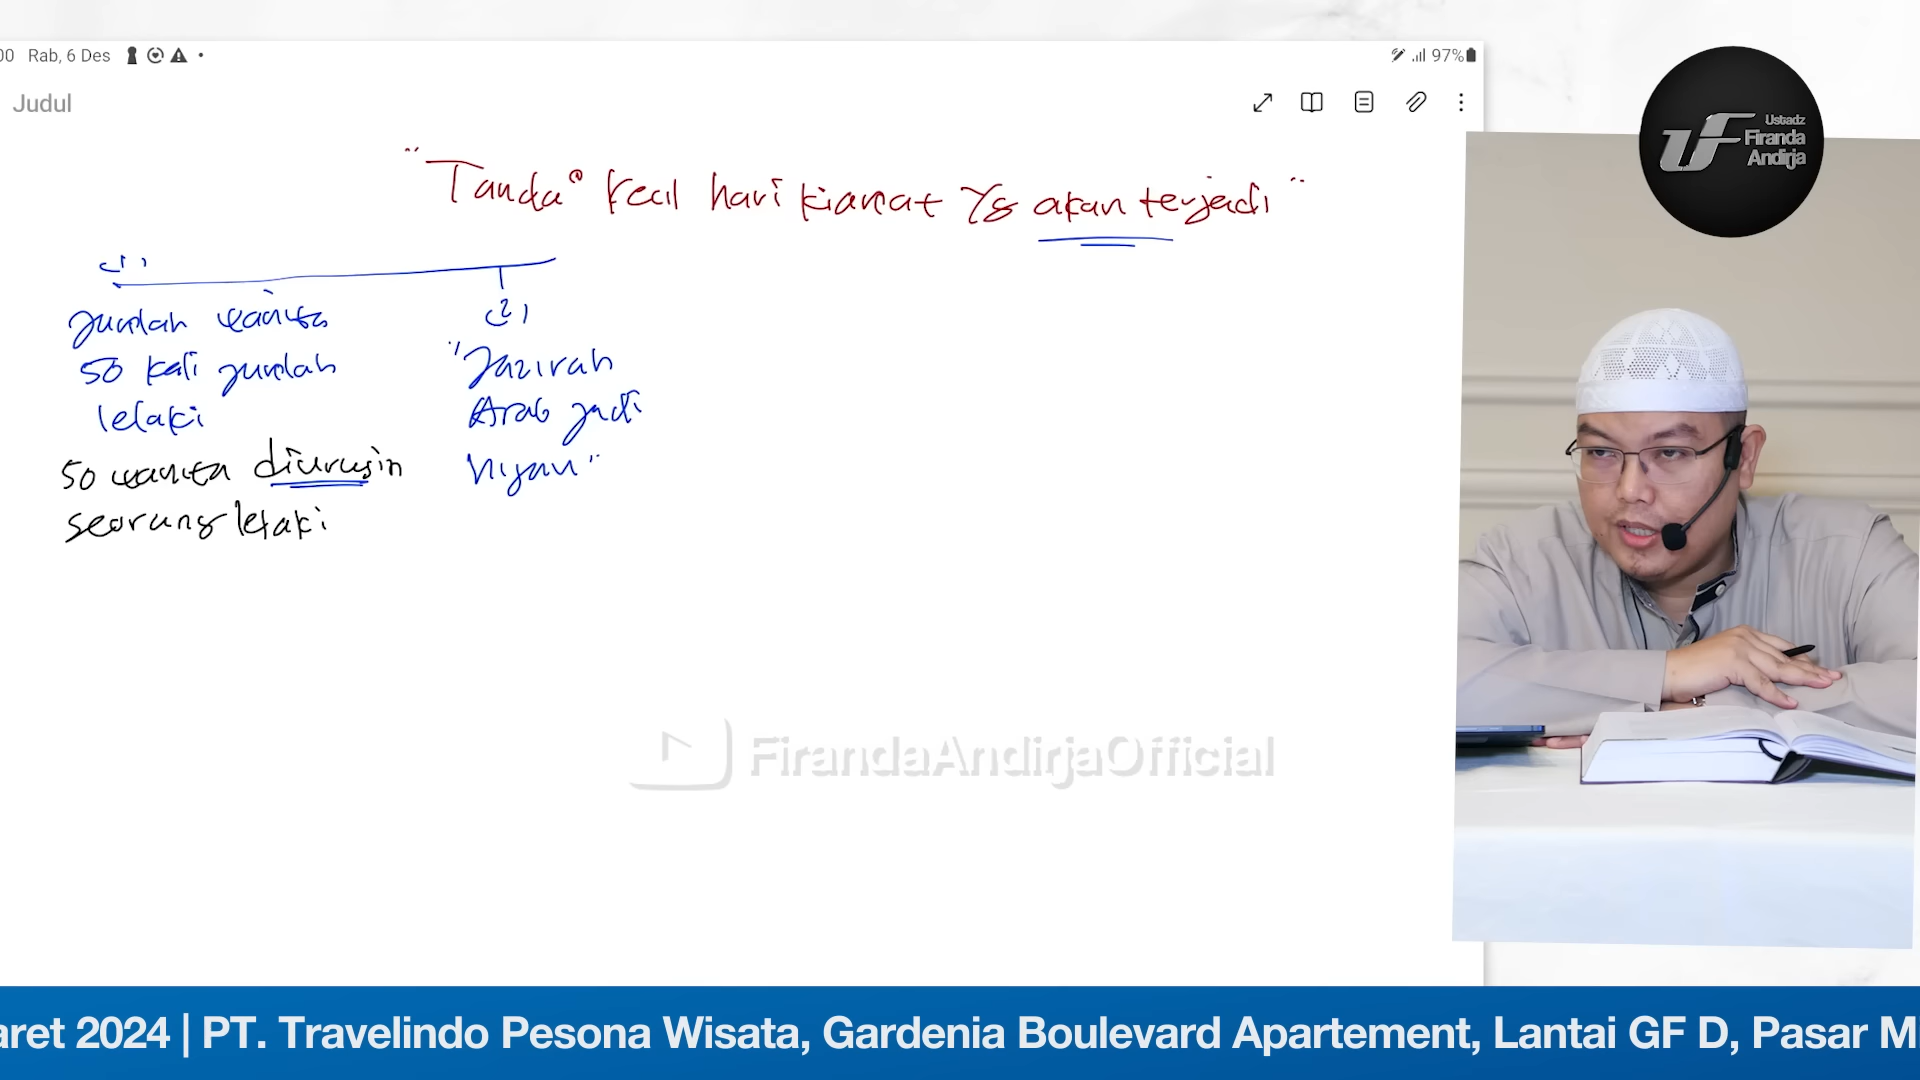 00 Rab, 6 Des 97%
Judul
Ustadz
Firanda
Andirja
"Tanda² kecil hari kiamat Yg akan terjadi"
(1)
jumlah wanita
50 kali jumlah
lelaki
50 wanita diurusin
seorang lelaki
(2)
"Jazirah
Arab jadi
hijau"
FirandaAndirjaOfficial
aret 2024 | PT. Travelindo Pesona Wisata, Gardenia Boulevard Apartement, Lantai GF D, Pasar M